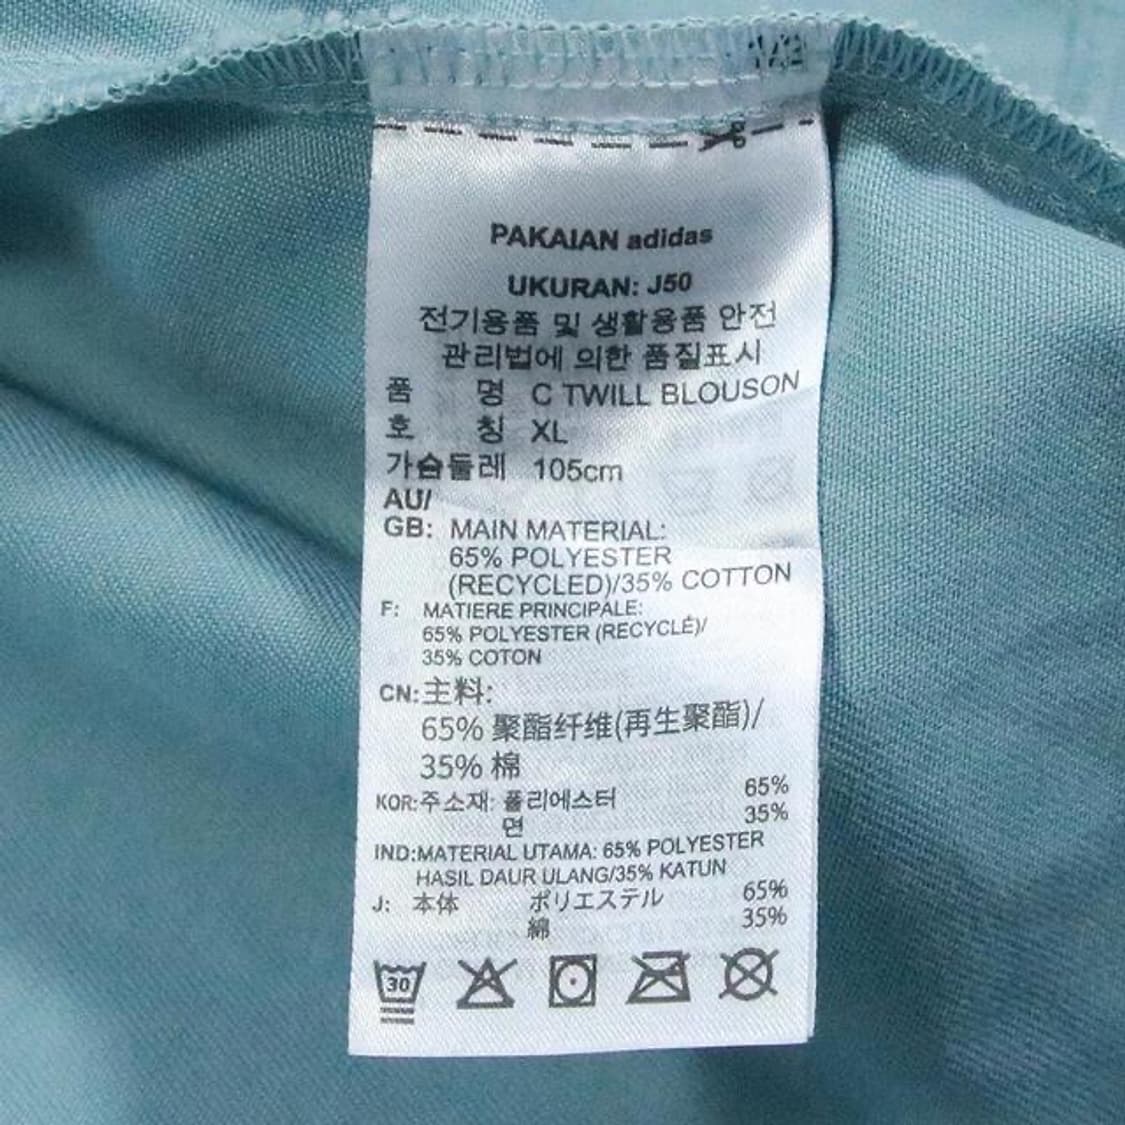 PAKAIAN adidas
UKURAN: J50
전기용품 및 생활용품 안전
관리법에 의한 품질표시
품 명 C TWILL BLOUSON
호 칭 XL
가슴둘레 105cm
AU/
GB: MAIN MATERIAL:
65% POLYESTER
(RECYCLED)/35% COTTON
F: MATIERE PRINCIPALE:
65% POLYESTER (RECYCLÉ)/
35% COTON
CN:主料:
65% 聚酯纤维(再生聚酯)/
35% 棉
KOR:주소재: 폴리에스터 65%
면 35%
IND:MATERIAL UTAMA: 65% POLYESTER
HASIL DAUR ULANG/35% KATUN
J: 本体 ポリエステル 65%
綿 35%
30